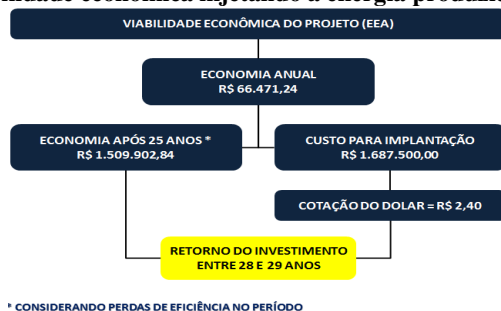 injetando a energia
VIABILIDADE ECONÔMICA DO PROJETO (EEA)
ECONOMIA ANUAL
R$ 66.471,24
ECONOMIA APÓS 25 ANOS *
R$ 1.509.902,84
CUSTO PARA IMPLANTAÇÃO
R$ 1.687.500,00
COTAÇÃO DO DOLAR = R$ 2,40
RETORNO DO INVESTIMENTO
ENTRE 28 E 29 ANOS
* CONSIDERANDO PERDAS DE EFICIÊNCIA NO PERÍODO